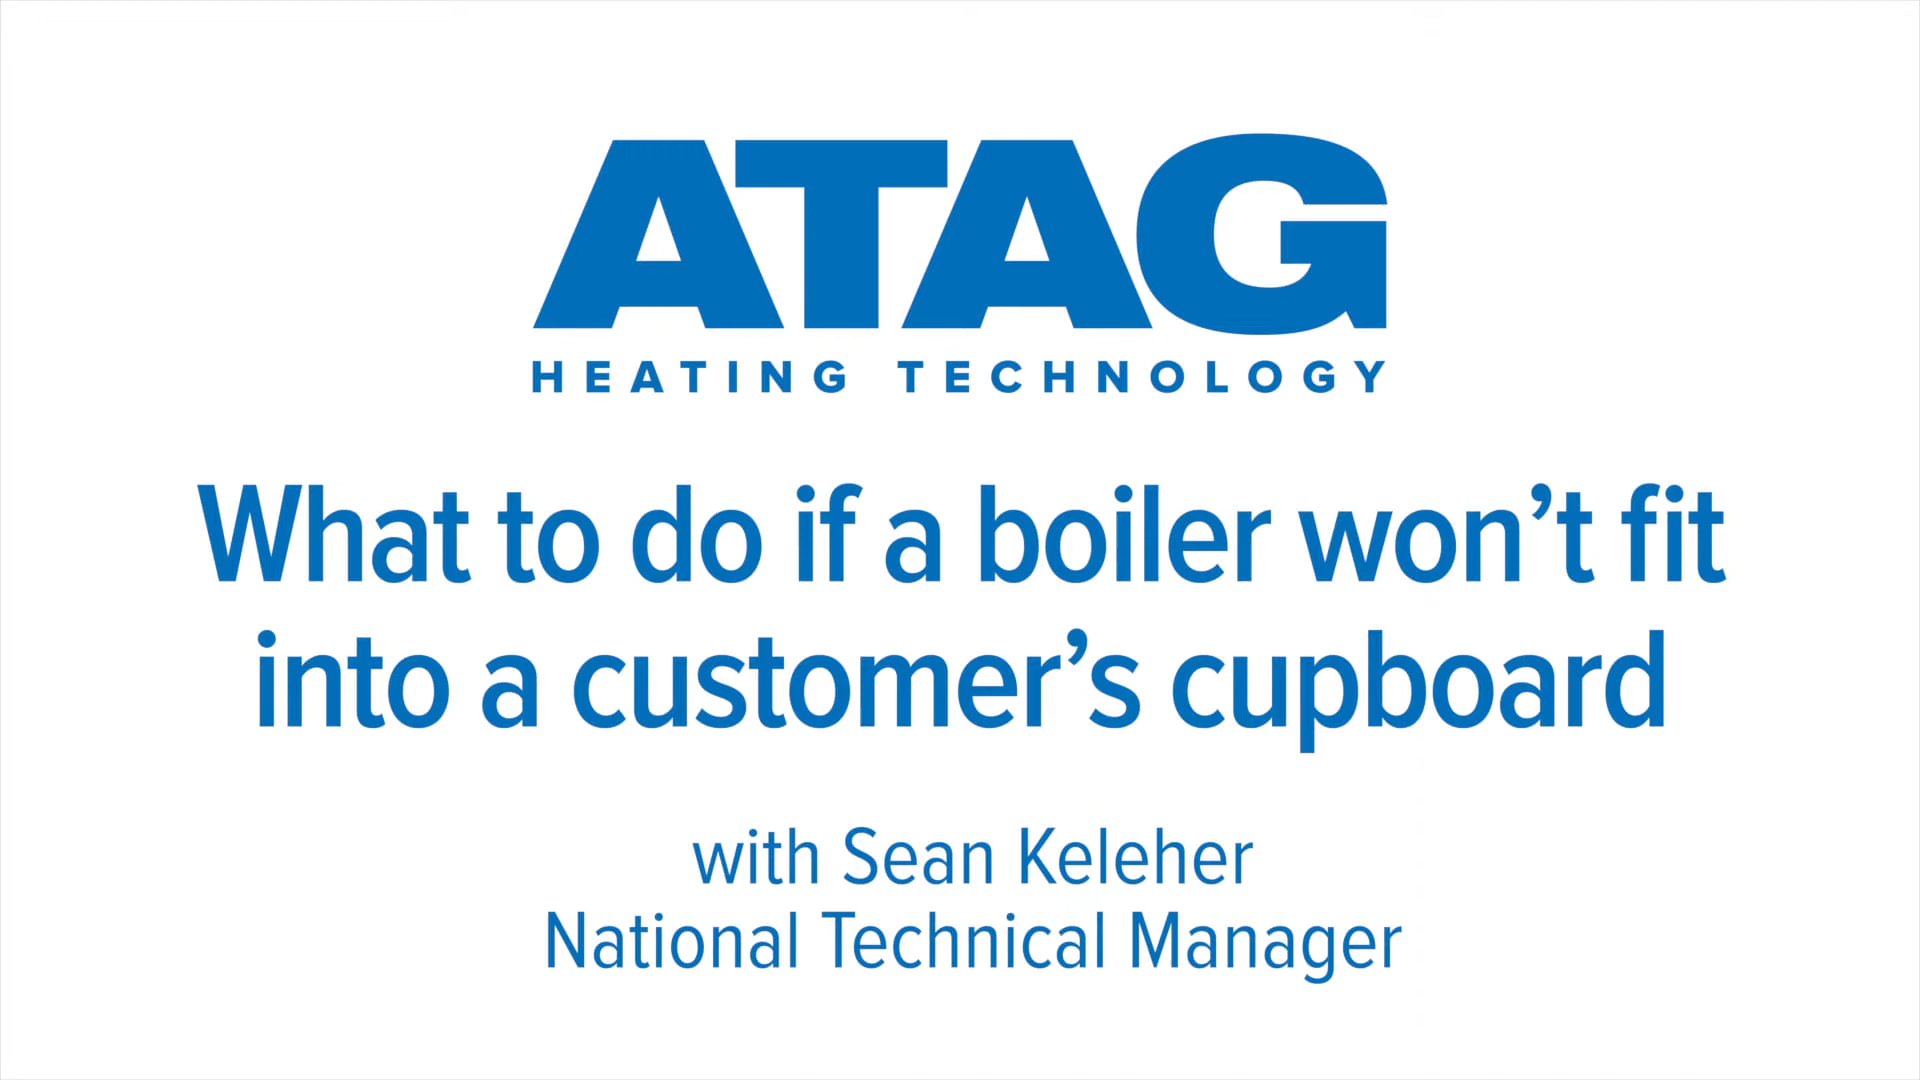 ATAG
HEATING TECHNOLOGY
What to do if a boiler won’t fit
into a customer’s cupboard
with Sean Keleher
National Technical Manager